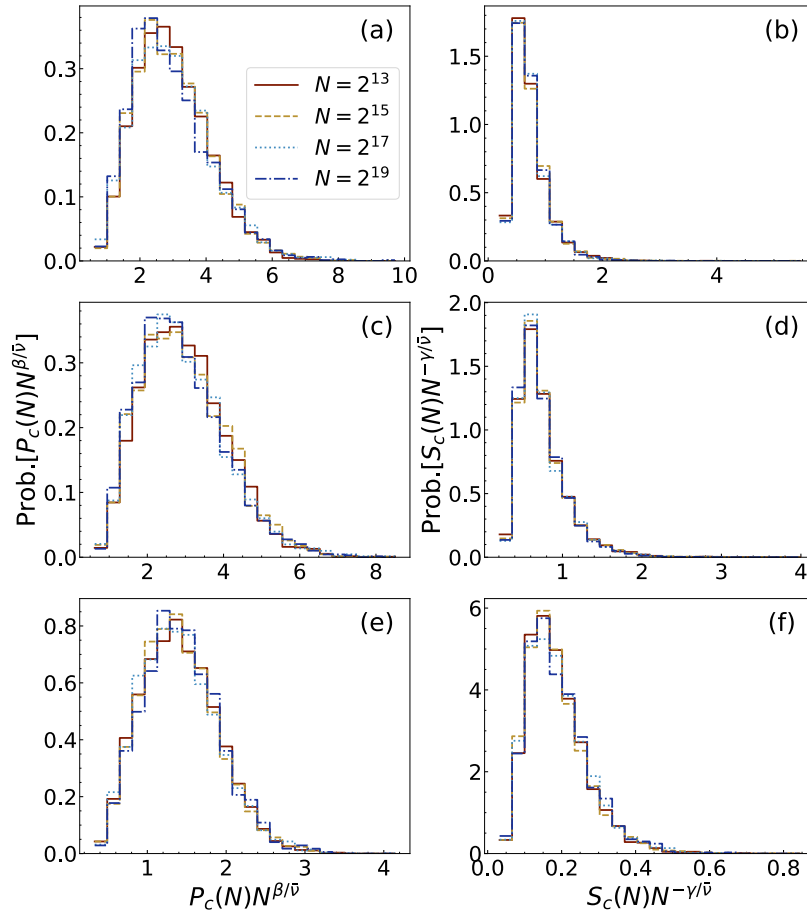 (a)
N = 2^13
N = 2^15
N = 2^17
N = 2^19
0.3
0.2
0.1
0.0
2 4 6 8 10
(b)
1.5
1.0
0.5
0.0
0 2 4
(c)
0.3
0.2
0.1
0.0
2 4 6 8
Prob.[P_c(N)N^{β/ν̄}]
(d)
2.0
1.5
1.0
0.5
0.0
1 2 3 4
Prob.[S_c(N)N^{-γ/ν̄}]
(e)
0.8
0.6
0.4
0.2
0.0
1 2 3 4
P_c(N)N^{β/ν̄}
(f)
6
4
2
0
0.0 0.2 0.4 0.6 0.8
S_c(N)N^{-γ/ν̄}